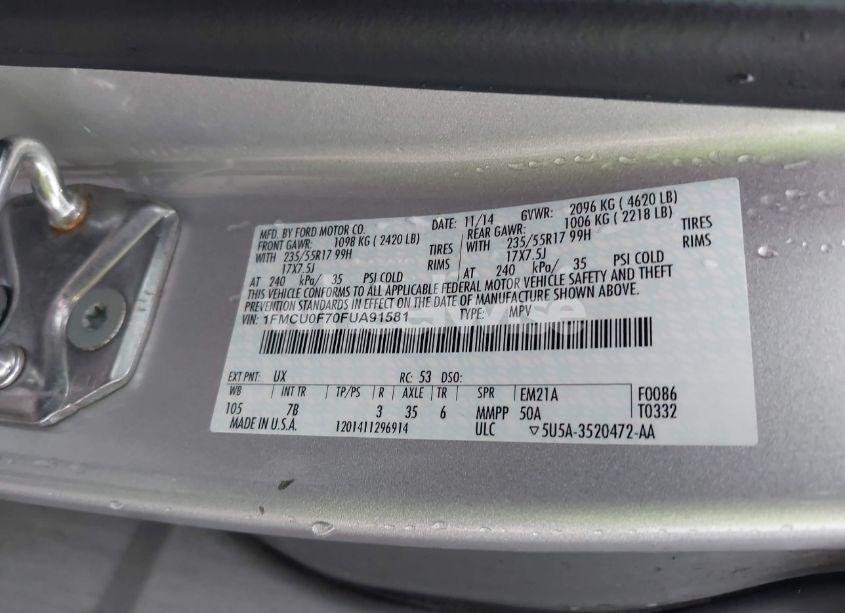 MFD. BY FORD MOTOR CO. DATE: 11/14 GVWR: 2096 KG ( 4620 LB)
FRONT GAWR: 1098 KG ( 2420 LB) REAR GAWR: 1006 KG ( 2218 LB)
WITH 235/55R17 99H TIRES WITH 235/55R17 99H TIRES
17X7.5J RIMS 17X7.5J RIMS
AT 240 kPa/ 35 PSI COLD AT 240 kPa/ 35 PSI COLD
THIS VEHICLE CONFORMS TO ALL APPLICABLE FEDERAL MOTOR VEHICLE SAFETY AND THEFT
PREVENTION STANDARDS IN EFFECT ON THE DATE OF MANUFACTURE SHOWN ABOVE.
VIN: 1FMCU0F70FUA91581 TYPE: MPV
EXT PNT: UX RC: 53 DSO:
WB INT TR TP/PS R AXLE TR SPR EM21A F0086
105 7B 3 35 6 MMPP 50A T0332
MADE IN U.S.A. 1201411296914 ULC ▽5U5A-3520472-AA